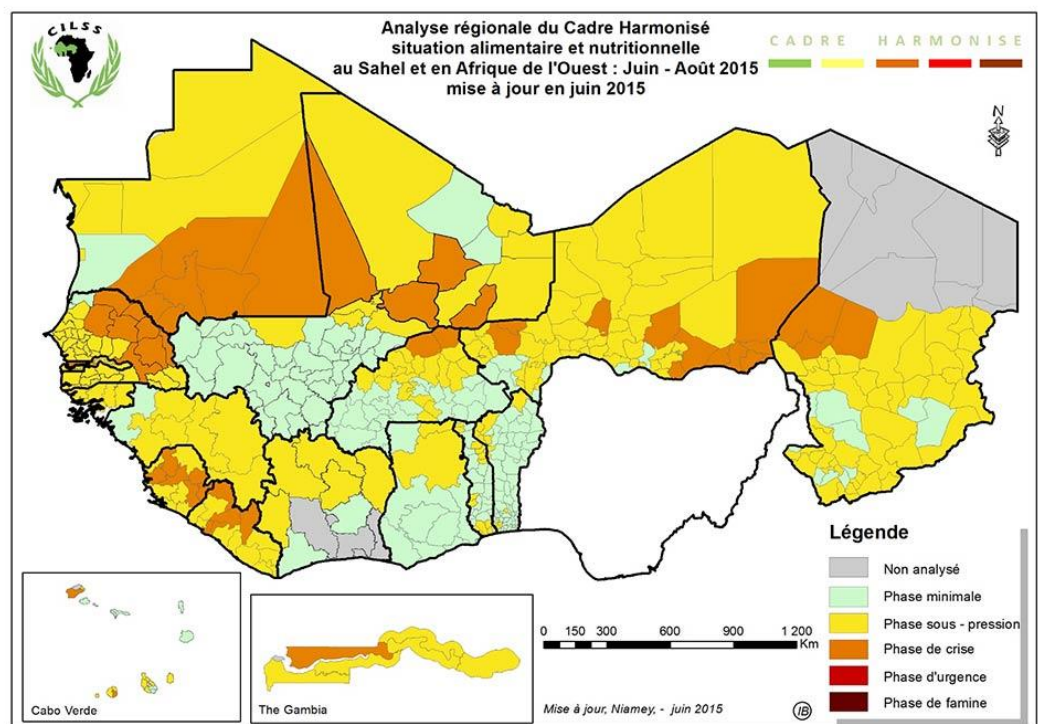 CILSS
Analyse régionale du Cadre Harmonisé
situation alimentaire et nutritionnelle
au Sahel et en Afrique de l'Ouest : Juin - Août 2015
mise à jour en juin 2015
CADRE HARMONISE
N
Légende
Non analysé
Phase minimale
Phase sous - pression
Phase de crise
Phase d'urgence
Phase de famine
0 150 300 600 900 1 200
Km
Cabo Verde
The Gambia
Mise à jour, Niamey, - juin 2015
IB